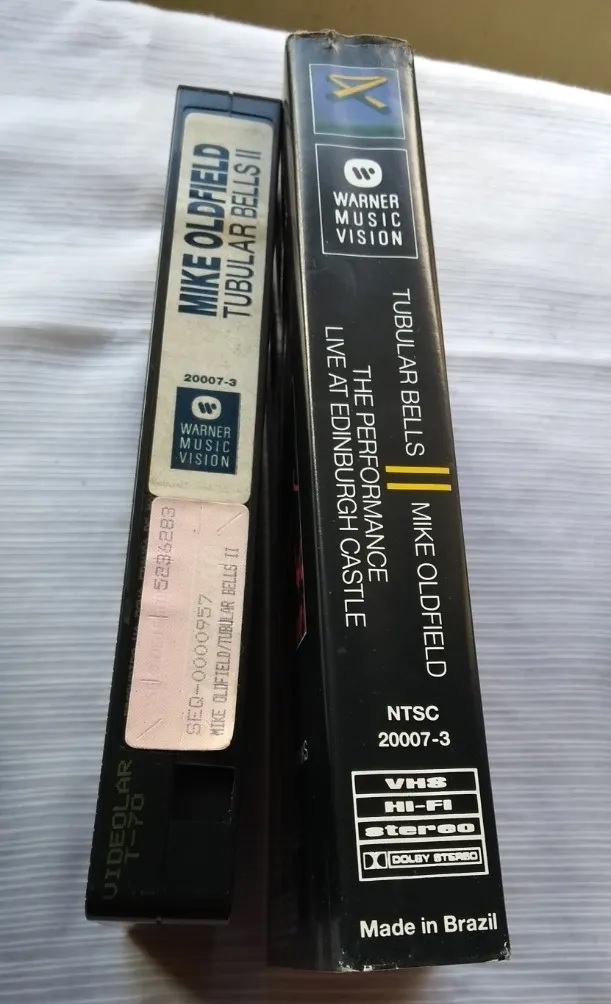 MIKE OLDFIELD
TUBULAR BELLS II
20007-3
WARNER
MUSIC
VISION
5236283
SEQ-0000957
MIKE OLDFIELD/TUBULAR BELLS II
VIDEOLAR
T-70
WARNER
MUSIC
VISION
TUBULAR BELLS II MIKE OLDFIELD
THE PERFORMANCE
LIVE AT EDINBURGH CASTLE
NTSC
20007-3
VHS
HI-FI
stereo
DOLBY STEREO
Made in Brazil